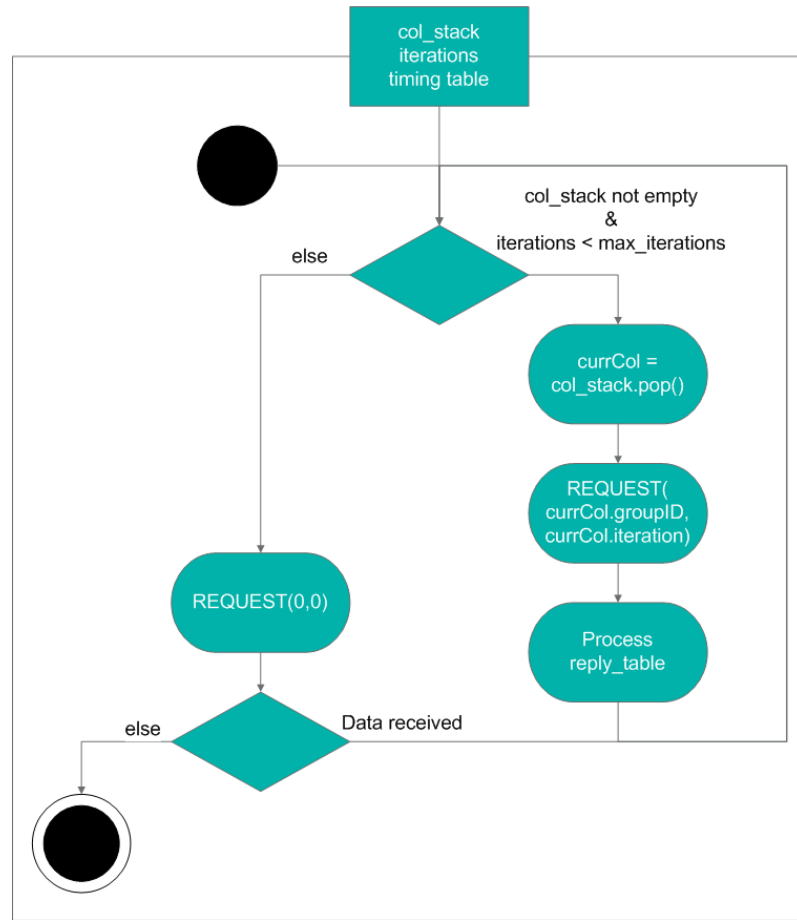 col_stack
iterations
timing table
col_stack not empty
&
iterations < max_iterations
else
currCol =
col_stack.pop()
REQUEST(
currCol.groupID,
currCol.iteration)
REQUEST(0,0)
Process
reply_table
else
Data received